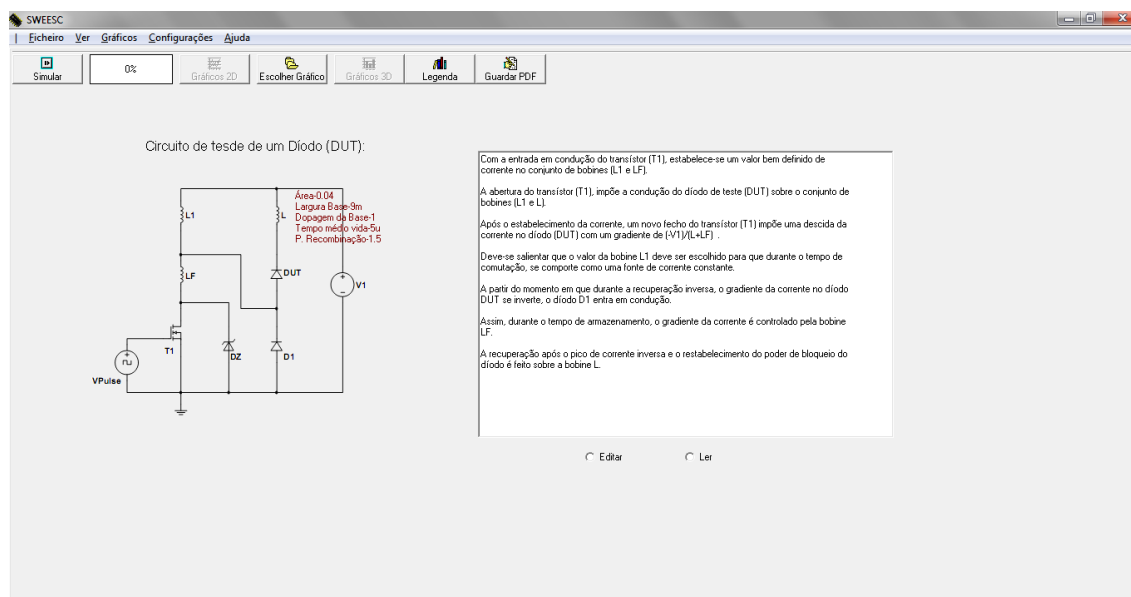 SWEESC
| Ficheiro Ver Gráficos Configurações Ajuda
Simular
0%
Gráficos 2D
Escolher Gráfico
Gráficos 3D
Legenda
Guardar PDF
Circuito de tesde de um Díodo (DUT):
L1
L
Área-0.04
Largura Base-9m
Dopagem da Base-1
Tempo médio vida-5u
P. Recombinação-1.5
LF
DUT
V1
T1
DZ
D1
VPulse
Com a entrada em condução do transístor (T1), estabelece-se um valor bem definido de
corrente no conjunto de bobines (L1 e LF).
A abertura do transístor (T1), impõe a condução do díodo de teste (DUT) sobre o conjunto de
bobines (L1 e L).
Após o estabelecimento da corrente, um novo fecho do transístor (T1) impõe uma descida da
corrente no díodo (DUT) com um gradiente de (-V1)/(L+LF) .
Deve-se salientar que o valor da bobine L1 deve ser escolhido para que durante o tempo de
comutação, se comporte como uma fonte de corrente constante.
A partir do momento em que durante a recuperação inversa, o gradiente da corrente no díodo
DUT se inverte, o díodo D1 entra em condução.
Assim, durante o tempo de armazenamento, o gradiente da corrente é controlado pela bobine
LF.
A recuperação após o pico de corrente inversa e o restabelecimento do poder de bloqueio do
díodo é feito sobre a bobine L.
Editar
Ler